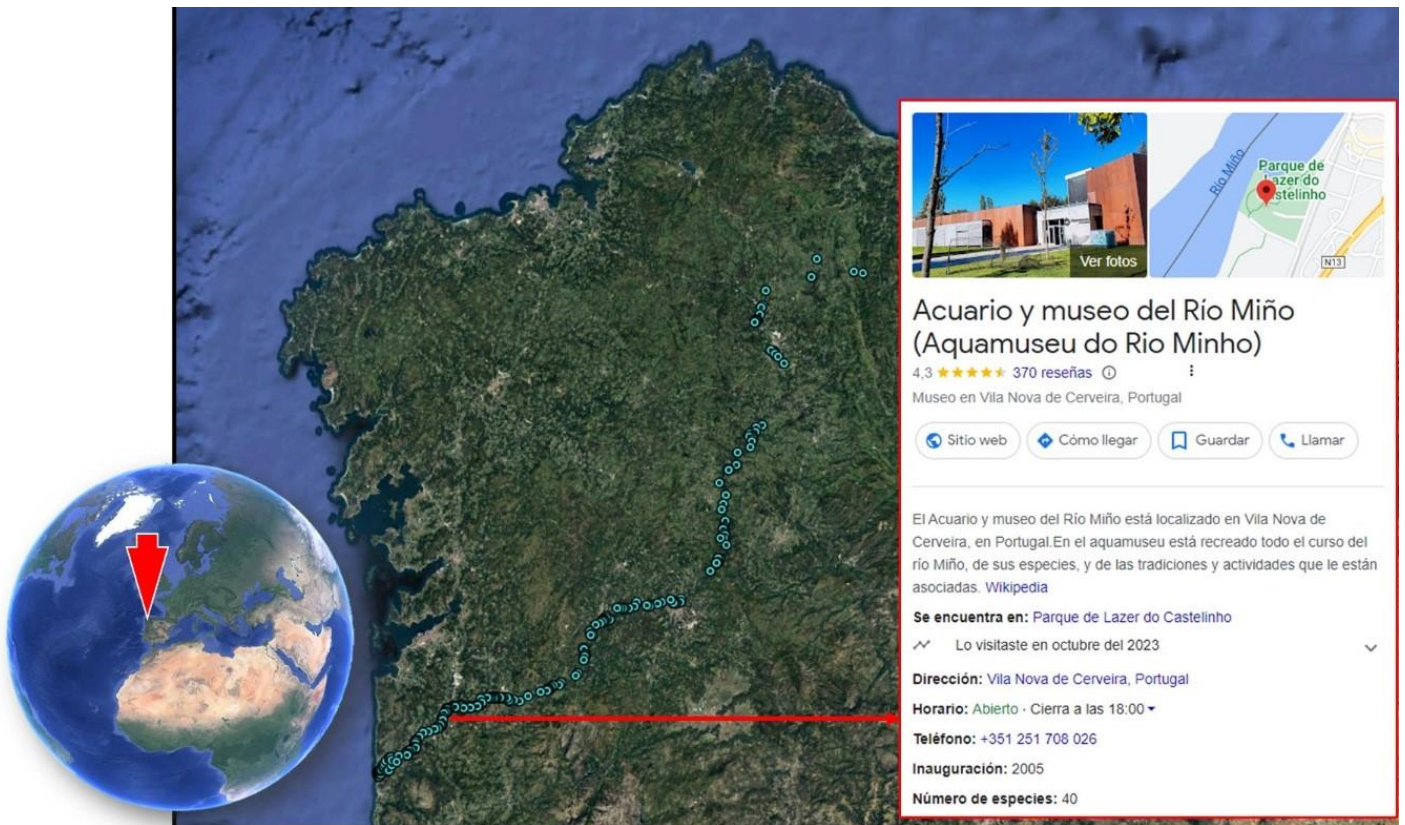 Ver fotos
Río Miño
Parque de
Lazer do
Castelinho
N13
Acuario y museo del Río Miño
(Aquamuseu do Rio Minho)
4,3 370 reseñas
Museo en Vila Nova de Cerveira, Portugal
Sitio web Cómo llegar Guardar Llamar
El Acuario y museo del Río Miño está localizado en Vila Nova de
Cerveira, en Portugal.En el aquamuseu está recreado todo el curso del
río Miño, de sus especies, y de las tradiciones y actividades que le están
asociadas. Wikipedia
Se encuentra en: Parque de Lazer do Castelinho
Lo visitaste en octubre del 2023
Dirección: Vila Nova de Cerveira, Portugal
Horario: Abierto · Cierra a las 18:00
Teléfono: +351 251 708 026
Inauguración: 2005
Número de especies: 40